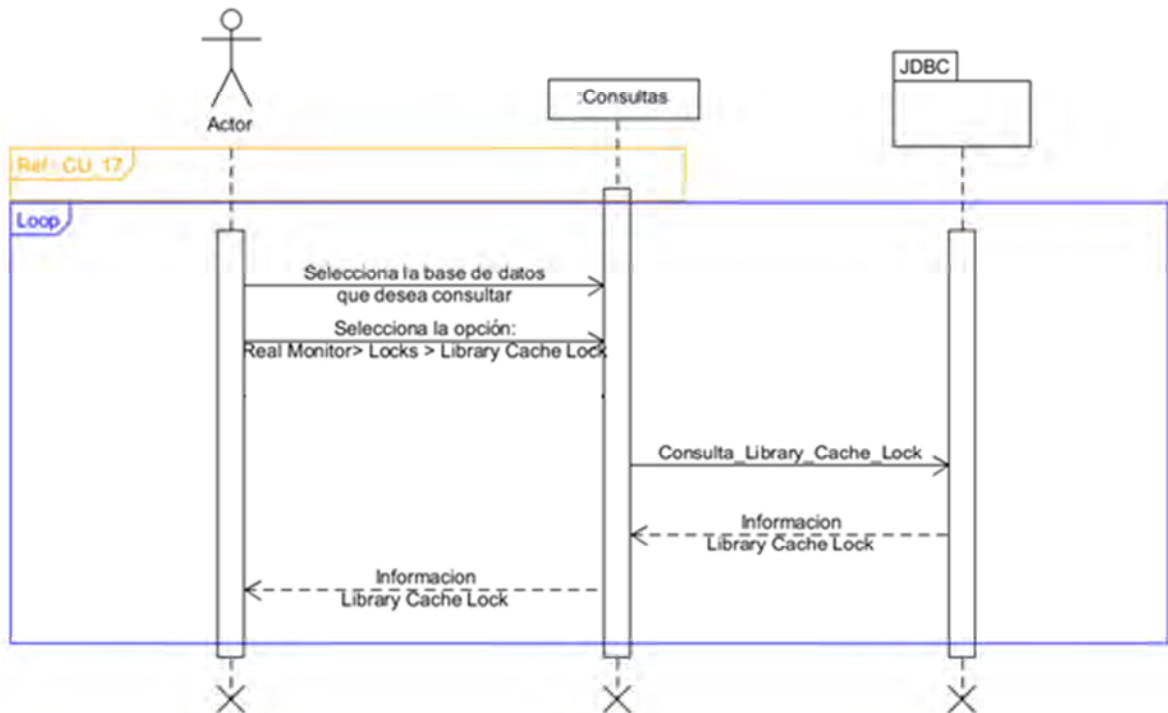 JDBC
:Consultas
Actor
Ref : CU_17
Loop
Selecciona la base de datos
que desea consultar
Selecciona la opción:
Real Monitor> Locks > Library Cache Lock
Consulta_Library_Cache_Lock
Informacion
Library Cache Lock
Informacion
Library Cache Lock